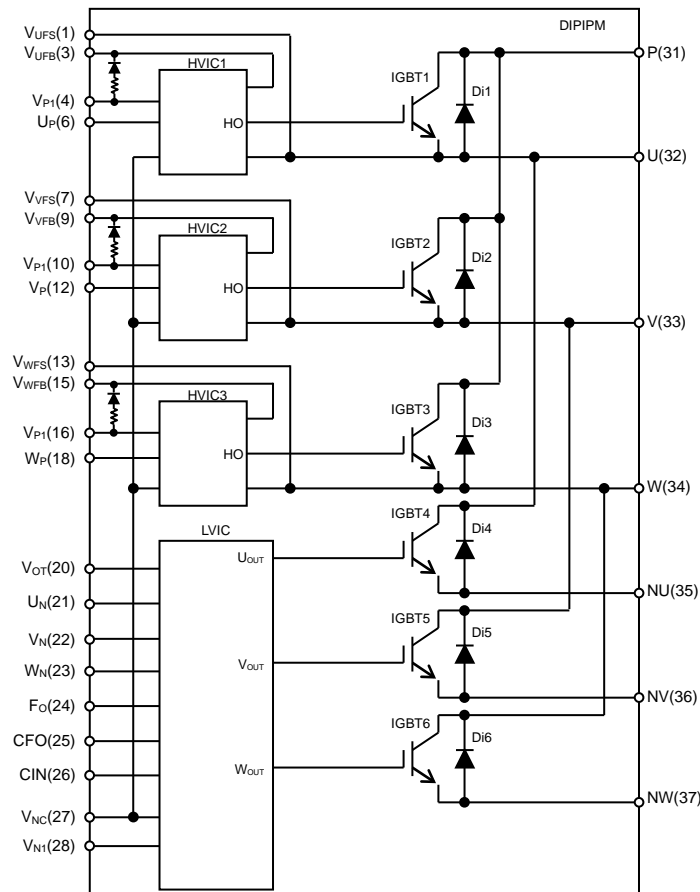 DIPIPM
VUFS(1)
VUFB(3)
HVIC1
VP1(4)
UP(6)
HO
IGBT1
Di1
P(31)
U(32)
VVFS(7)
VVFB(9)
HVIC2
VP1(10)
VP(12)
HO
IGBT2
Di2
V(33)
VWFS(13)
VWFB(15)
HVIC3
VP1(16)
WP(18)
HO
IGBT3
Di3
W(34)
LVIC
IGBT4
Di4
UOUT
VOT(20)
UN(21)
NU(35)
VN(22)
WN(23)
IGBT5
Di5
VOUT
FO(24)
NV(36)
CFO(25)
CIN(26)
IGBT6
Di6
WOUT
VNC(27)
NW(37)
VN1(28)